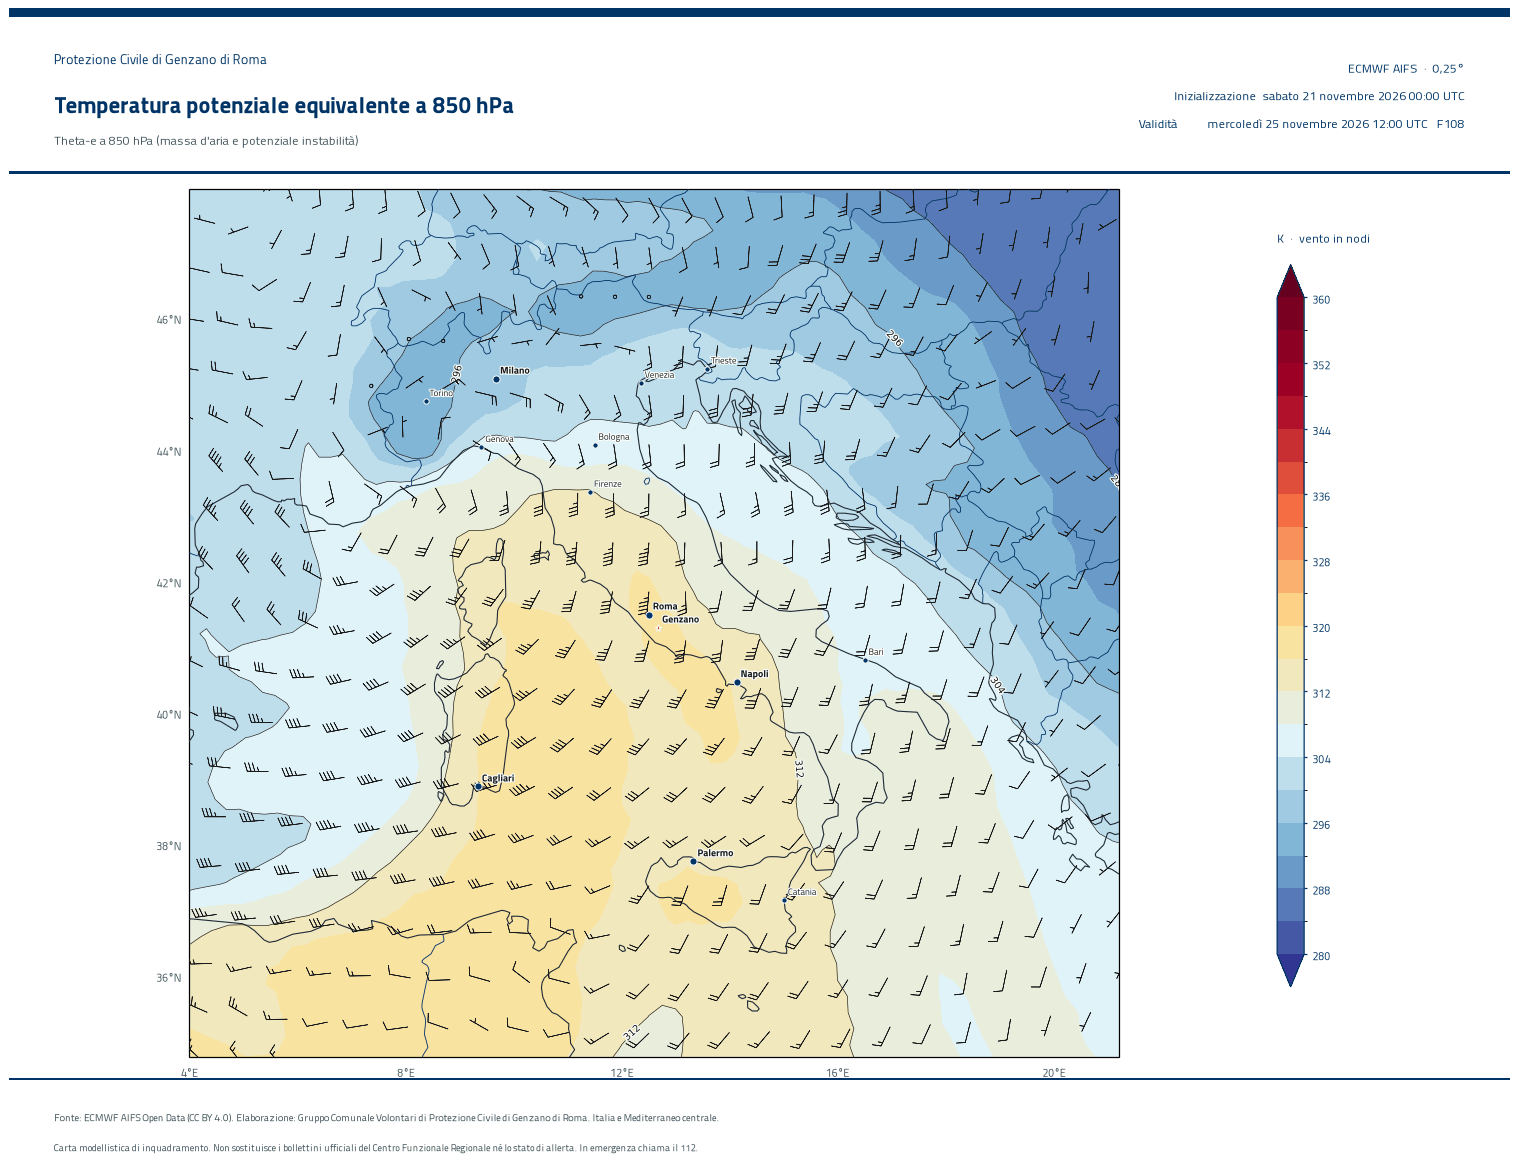 Protezione Civile di Genzano di Roma
Temperatura potenziale equivalente a 850 hPa
Theta-e a 850 hPa (massa d'aria e potenziale instabilità)
ECMWF AIFS · 0,25°
Inizializzazione sabato 21 novembre 2026 00:00 UTC
Validità mercoledì 25 novembre 2026 12:00 UTC F108
K · vento in nodi
360
352
344
336
328
320
312
304
296
288
280
46°N
44°N
42°N
40°N
38°N
36°N
4°E
8°E
12°E
16°E
20°E
296
296
304
312
312
Trieste
Venezia
Milano
Torino
Genova
Bologna
Firenze
Roma
Genzano
Bari
Napoli
Cagliari
Palermo
Catania
Fonte: ECMWF AIFS Open Data (CC BY 4.0). Elaborazione: Gruppo Comunale Volontari di Protezione Civile di Genzano di Roma. Italia e Mediterraneo centrale.
Carta modellistica di inquadramento. Non sostituisce i bollettini ufficiali del Centro Funzionale Regionale né lo stato di allerta. In emergenza chiama il 112.